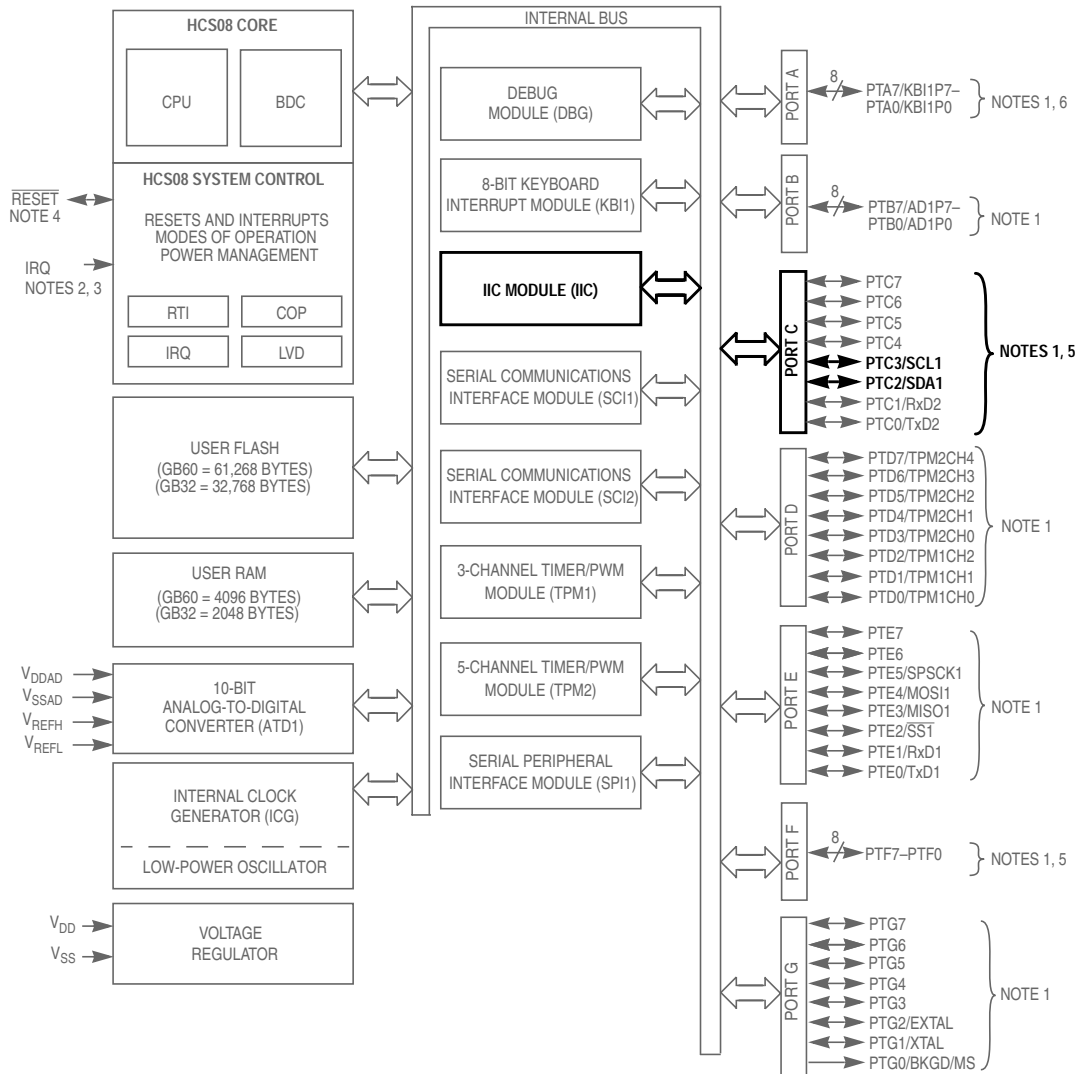 HCS08 CORE
CPU
BDC
HCS08 SYSTEM CONTROL
RESETS AND INTERRUPTS
MODES OF OPERATION
POWER MANAGEMENT
RTI
COP
IRQ
LVD
RESET
NOTE 4
IRQ
NOTES 2, 3
USER FLASH
(GB60 = 61,268 BYTES)
(GB32 = 32,768 BYTES)
USER RAM
(GB60 = 4096 BYTES)
(GB32 = 2048 BYTES)
VDDAD
VSSAD
VREFH
VREFL
10-BIT
ANALOG-TO-DIGITAL
CONVERTER (ATD1)
INTERNAL CLOCK
GENERATOR (ICG)
LOW-POWER OSCILLATOR
VDD
VSS
VOLTAGE
REGULATOR
INTERNAL BUS
DEBUG
MODULE (DBG)
8-BIT KEYBOARD
INTERRUPT MODULE (KBI1)
IIC MODULE (IIC)
SERIAL COMMUNICATIONS
INTERFACE MODULE (SCI1)
SERIAL COMMUNICATIONS
INTERFACE MODULE (SCI2)
3-CHANNEL TIMER/PWM
MODULE (TPM1)
5-CHANNEL TIMER/PWM
MODULE (TPM2)
SERIAL PERIPHERAL
INTERFACE MODULE (SPI1)
PORT A
8
PTA7/KBI1P7–
PTA0/KBI1P0
NOTES 1, 6
PORT B
8
PTB7/AD1P7–
PTB0/AD1P0
NOTE 1
PORT C
PTC7
PTC6
PTC5
PTC4
PTC3/SCL1
PTC2/SDA1
PTC1/RxD2
PTC0/TxD2
NOTES 1, 5
PORT D
PTD7/TPM2CH4
PTD6/TPM2CH3
PTD5/TPM2CH2
PTD4/TPM2CH1
PTD3/TPM2CH0
PTD2/TPM1CH2
PTD1/TPM1CH1
PTD0/TPM1CH0
NOTE 1
PORT E
PTE7
PTE6
PTE5/SPSCK1
PTE4/MOSI1
PTE3/MISO1
PTE2/SS1
PTE1/RxD1
PTE0/TxD1
NOTE 1
PORT F
8
PTF7–PTF0
NOTES 1, 5
PORT G
PTG7
PTG6
PTG5
PTG4
PTG3
PTG2/EXTAL
PTG1/XTAL
PTG0/BKGD/MS
NOTE 1